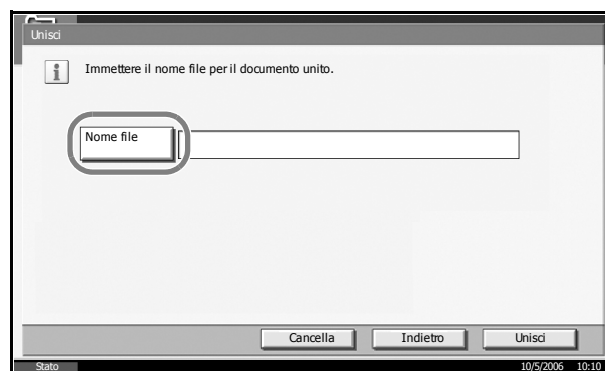 Unisci
Immettere il nome file per il documento unito.
Nome file
Cancella Indietro Unisci
Stato 10/5/2006 10:10